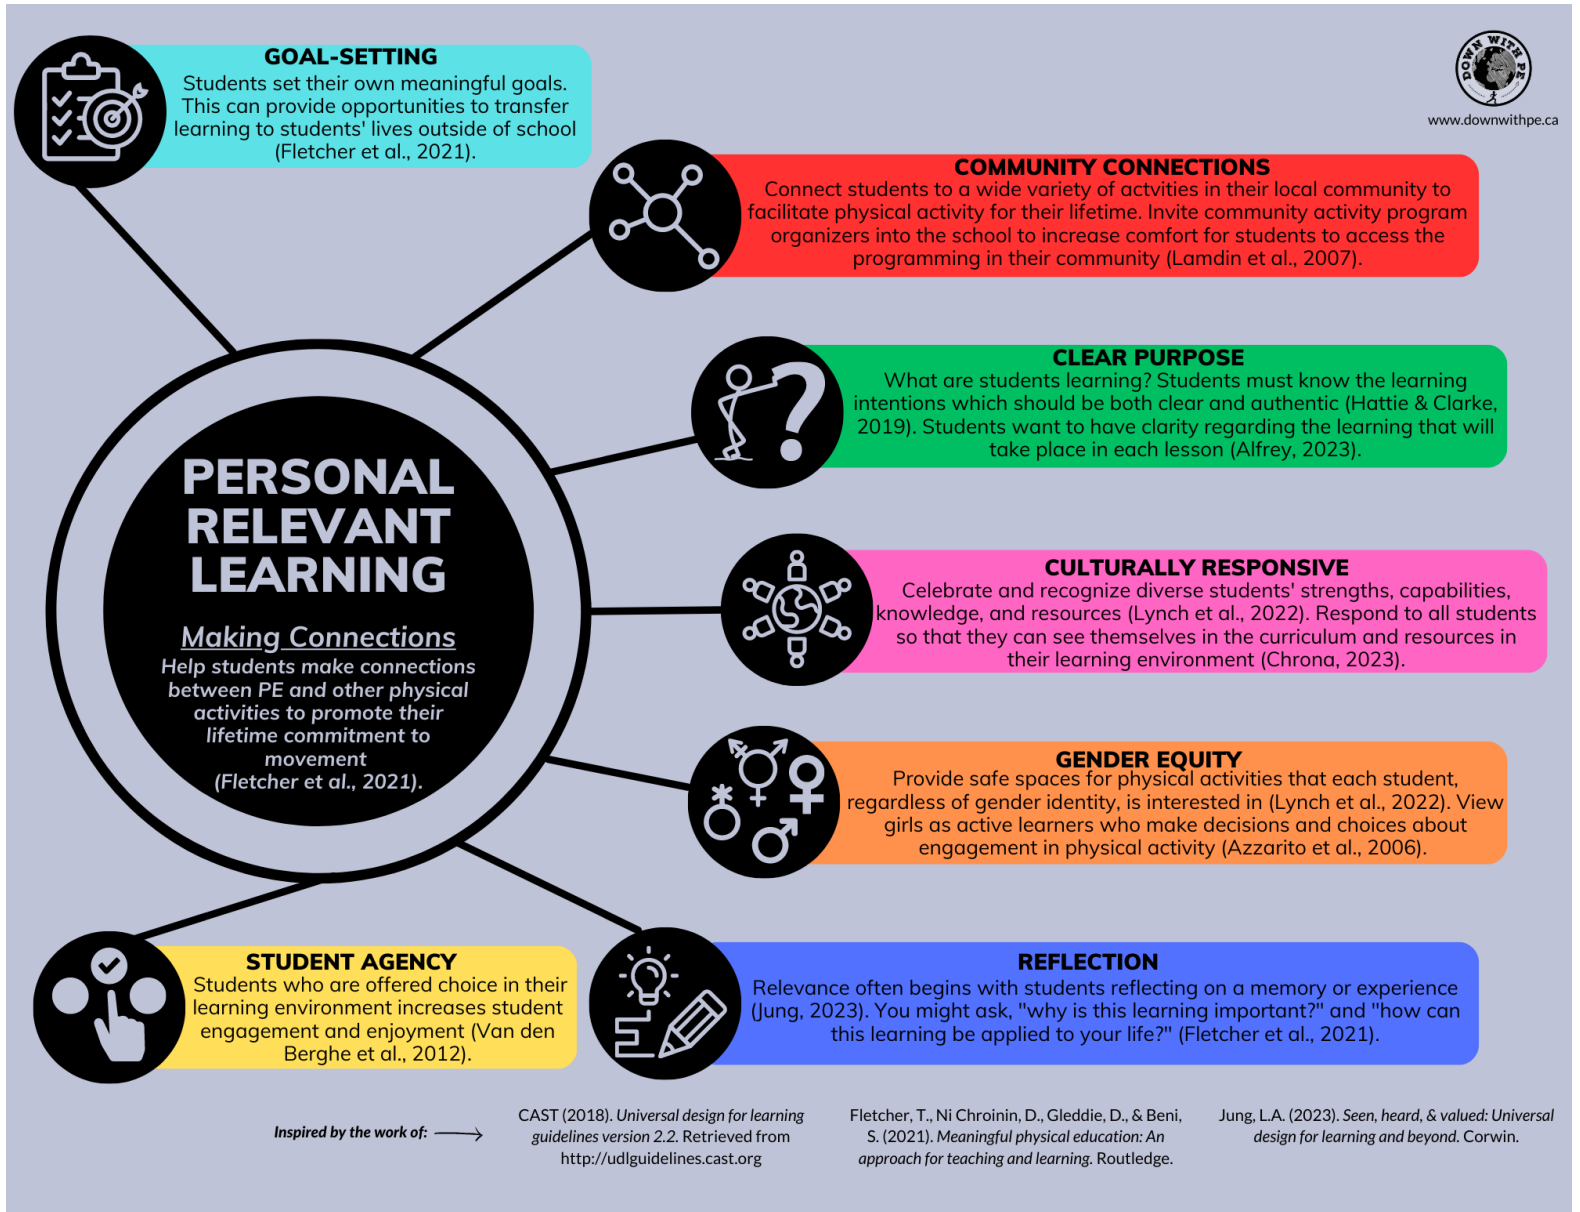 GOAL-SETTING
Students set their own meaningful goals.
This can provide opportunities to transfer
learning to students' lives outside of school
(Fletcher et al., 2021).
DOWN WITH PE
www.downwithpe.ca
COMMUNITY CONNECTIONS
Connect students to a wide variety of actvities in their local community to
facilitate physical activity for their lifetime. Invite community activity program
organizers into the school to increase comfort for students to access the
programming in their community (Lamdin et al., 2007).
CLEAR PURPOSE
What are students learning? Students must know the learning
intentions which should be both clear and authentic (Hattie & Clarke,
2019). Students want to have clarity regarding the learning that will
take place in each lesson (Alfrey, 2023).
PERSONAL
RELEVANT
LEARNING
Making Connections
Help students make connections
between PE and other physical
activities to promote their
lifetime commitment to
movement
(Fletcher et al., 2021).
CULTURALLY RESPONSIVE
Celebrate and recognize diverse students' strengths, capabilities,
knowledge, and resources (Lynch et al., 2022). Respond to all students
so that they can see themselves in the curriculum and resources in
their learning environment (Chrona, 2023).
GENDER EQUITY
Provide safe spaces for physical activities that each student,
regardless of gender identity, is interested in (Lynch et al., 2022). View
girls as active learners who make decisions and choices about
engagement in physical activity (Azzarito et al., 2006).
STUDENT AGENCY
Students who are offered choice in their
learning environment increases student
engagement and enjoyment (Van den
Berghe et al., 2012).
REFLECTION
Relevance often begins with students reflecting on a memory or experience
(Jung, 2023). You might ask, "why is this learning important?" and "how can
this learning be applied to your life?" (Fletcher et al., 2021).
Inspired by the work of:
CAST (2018). Universal design for learning
guidelines version 2.2. Retrieved from
http://udlguidelines.cast.org
Fletcher, T., Ni Chroinin, D., Gleddie, D., & Beni,
S. (2021). Meaningful physical education: An
approach for teaching and learning. Routledge.
Jung, L.A. (2023). Seen, heard, & valued: Universal
design for learning and beyond. Corwin.